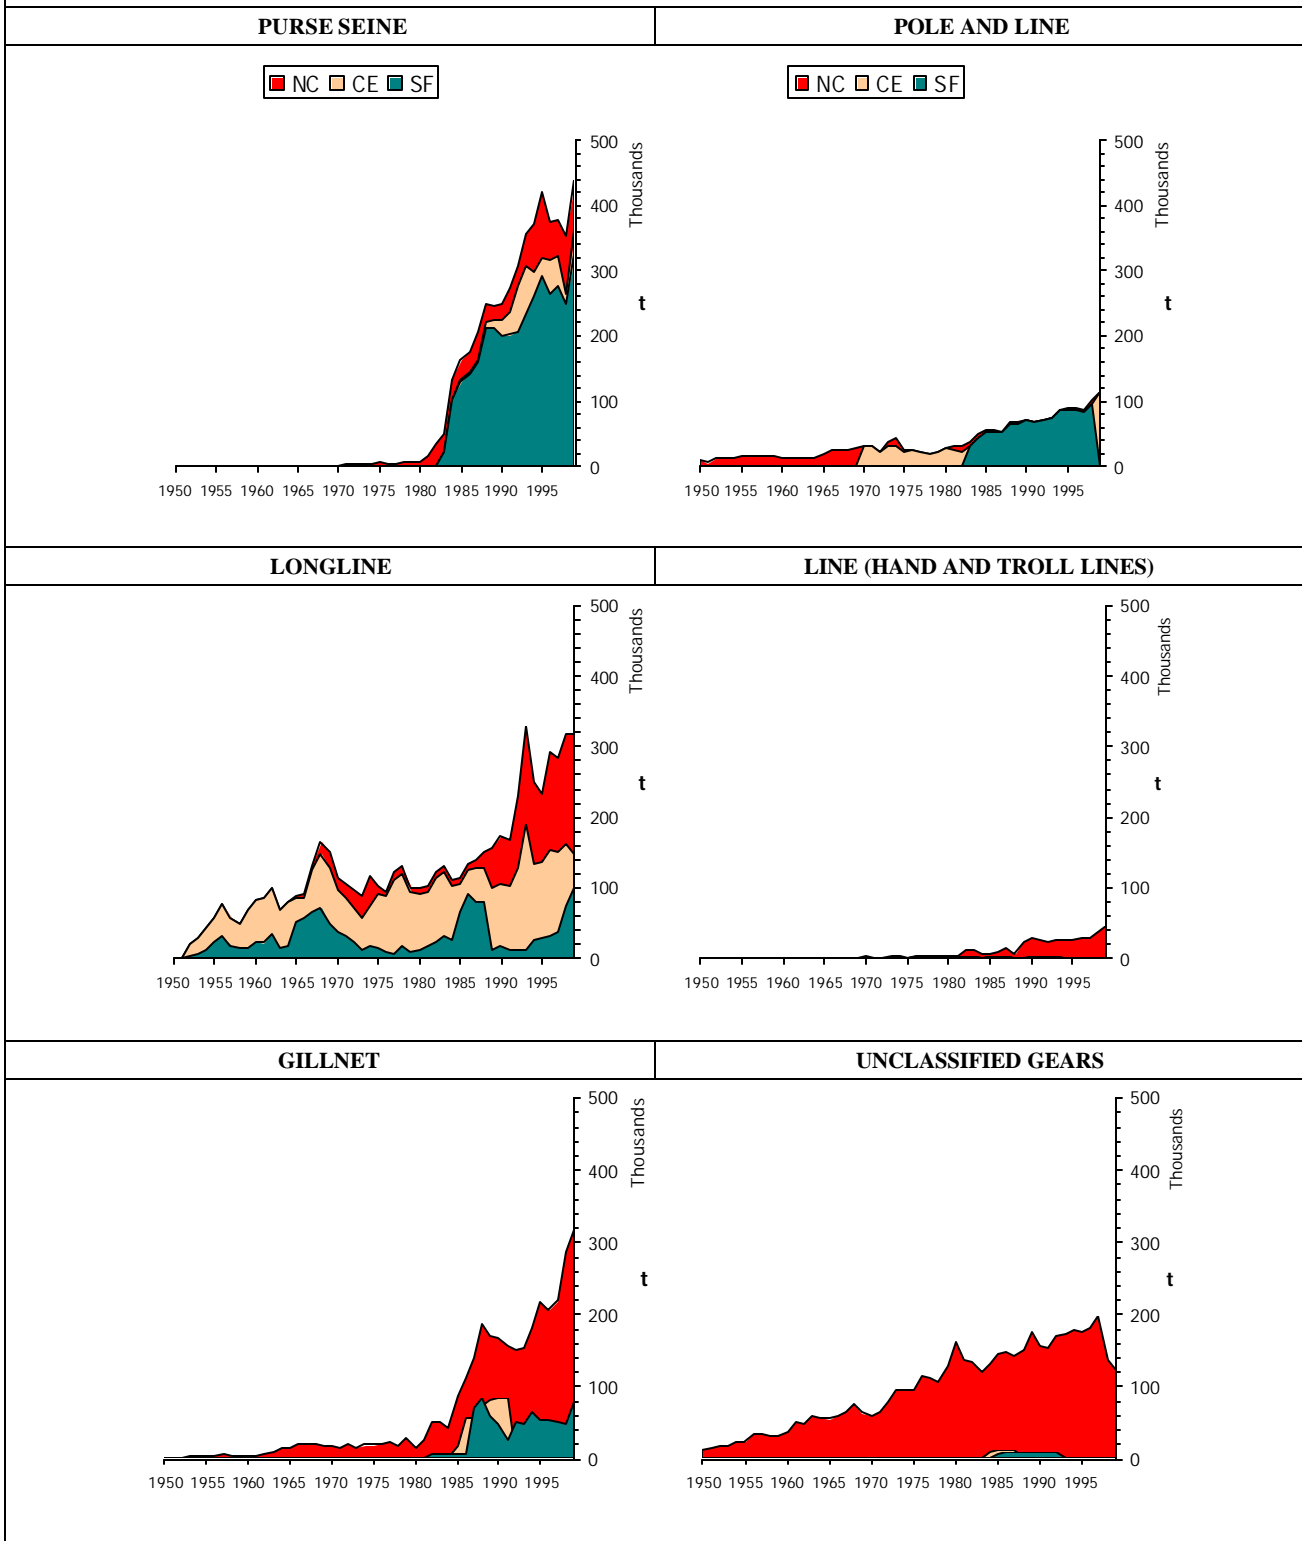 PURSE SEINE
POLE AND LINE
NC CE SF
NC CE SF
500
400
300
200
100
0
Thousands
t
1950 1955 1960 1965 1970 1975 1980 1985 1990 1995
500
400
300
200
100
0
Thousands
t
1950 1955 1960 1965 1970 1975 1980 1985 1990 1995
LONGLINE
LINE (HAND AND TROLL LINES)
500
400
300
200
100
0
Thousands
t
1950 1955 1960 1965 1970 1975 1980 1985 1990 1995
500
400
300
200
100
0
Thousands
t
1950 1955 1960 1965 1970 1975 1980 1985 1990 1995
GILLNET
UNCLASSIFIED GEARS
500
400
300
200
100
0
Thousands
t
1950 1955 1960 1965 1970 1975 1980 1985 1990 1995
500
400
300
200
100
0
Thousands
t
1950 1955 1960 1965 1970 1975 1980 1985 1990 1995